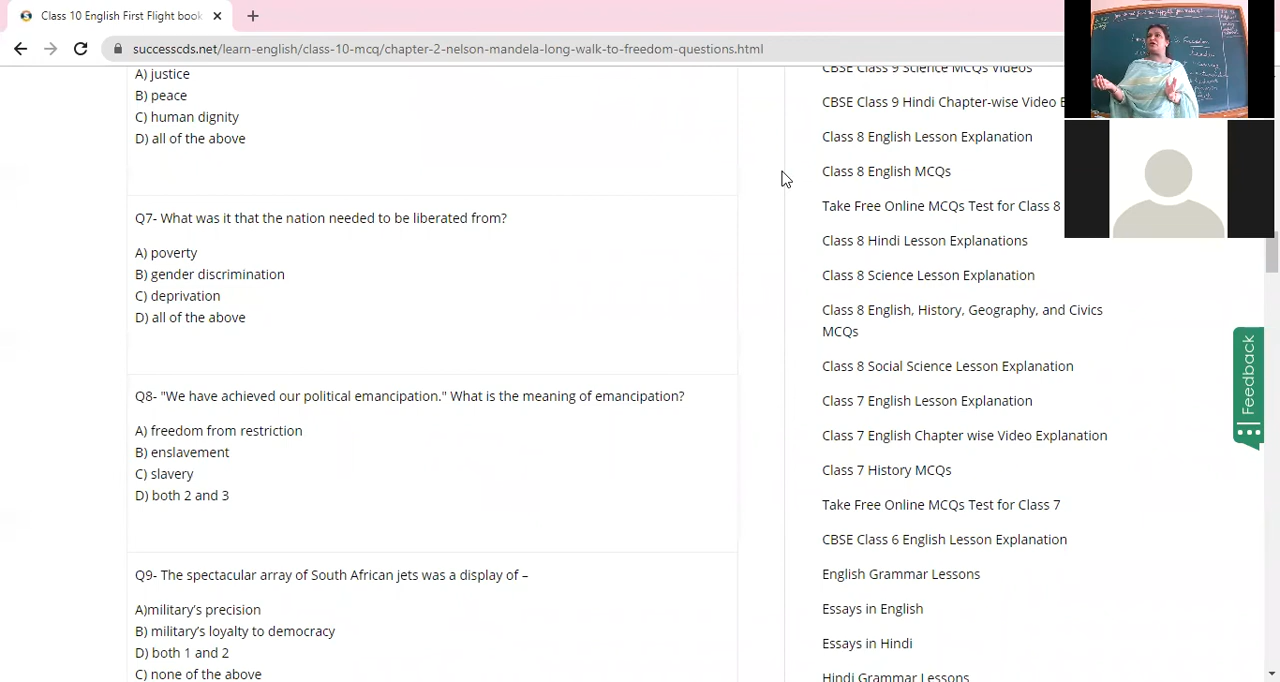 Class 10 English First Flight book
successcds.net/learn-english/class-10-mcq/chapter-2-nelson-mandela-long-walk-to-freedom-questions.html
A) justice
B) peace
C) human dignity
D) all of the above
Q7- What was it that the nation needed to be liberated from?
A) poverty
B) gender discrimination
C) deprivation
D) all of the above
Q8- "We have achieved our political emancipation." What is the meaning of emancipation?
A) freedom from restriction
B) enslavement
C) slavery
D) both 2 and 3
Q9- The spectacular array of South African jets was a display of –
A)military's precision
B) military's loyalty to democracy
D) both 1 and 2
C) none of the above
CBSE Class 9 Science MCQs Videos
CBSE Class 9 Hindi Chapter-wise Video E
Class 8 English Lesson Explanation
Class 8 English MCQs
Take Free Online MCQs Test for Class 8
Class 8 Hindi Lesson Explanations
Class 8 Science Lesson Explanation
Class 8 English, History, Geography, and Civics
MCQs
Class 8 Social Science Lesson Explanation
Class 7 English Lesson Explanation
Class 7 English Chapter wise Video Explanation
Class 7 History MCQs
Take Free Online MCQs Test for Class 7
CBSE Class 6 English Lesson Explanation
English Grammar Lessons
Essays in English
Essays in Hindi
Hindi Grammar Lessons
Feedback
Freedom